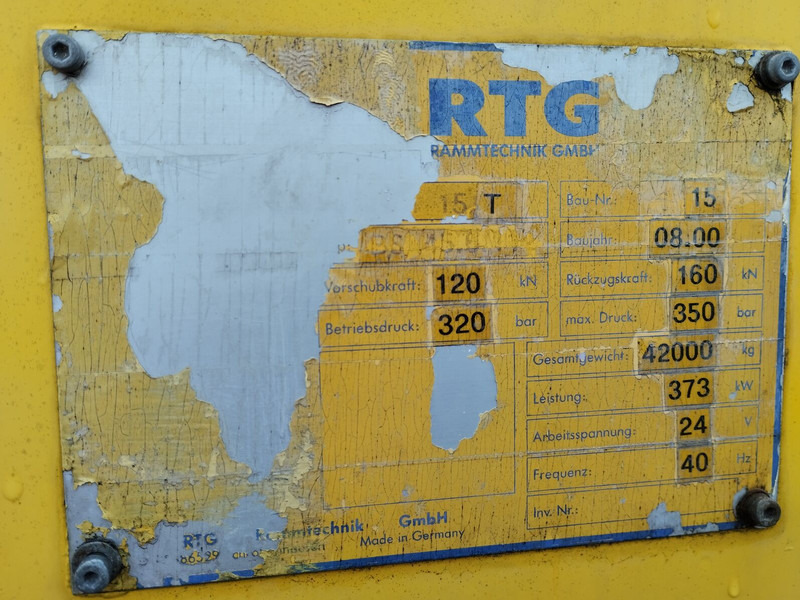 RTG
RAMMTECHNIK GMBH
15 T
Bau-Nr.: 15
Baujahr: 08.00
Vorschubkraft: 120 kN
Rückzugskraft: 160 kN
Betriebsdruck: 320 bar
max. Druck: 350 bar
Gesamtgewicht: 42000 kg
Leistung: 373 kW
Arbeitsspannung: 24 V
Frequenz: 40 Hz
Inv. Nr.:
RTG Rammtechnik GmbH
86529
Made in Germany